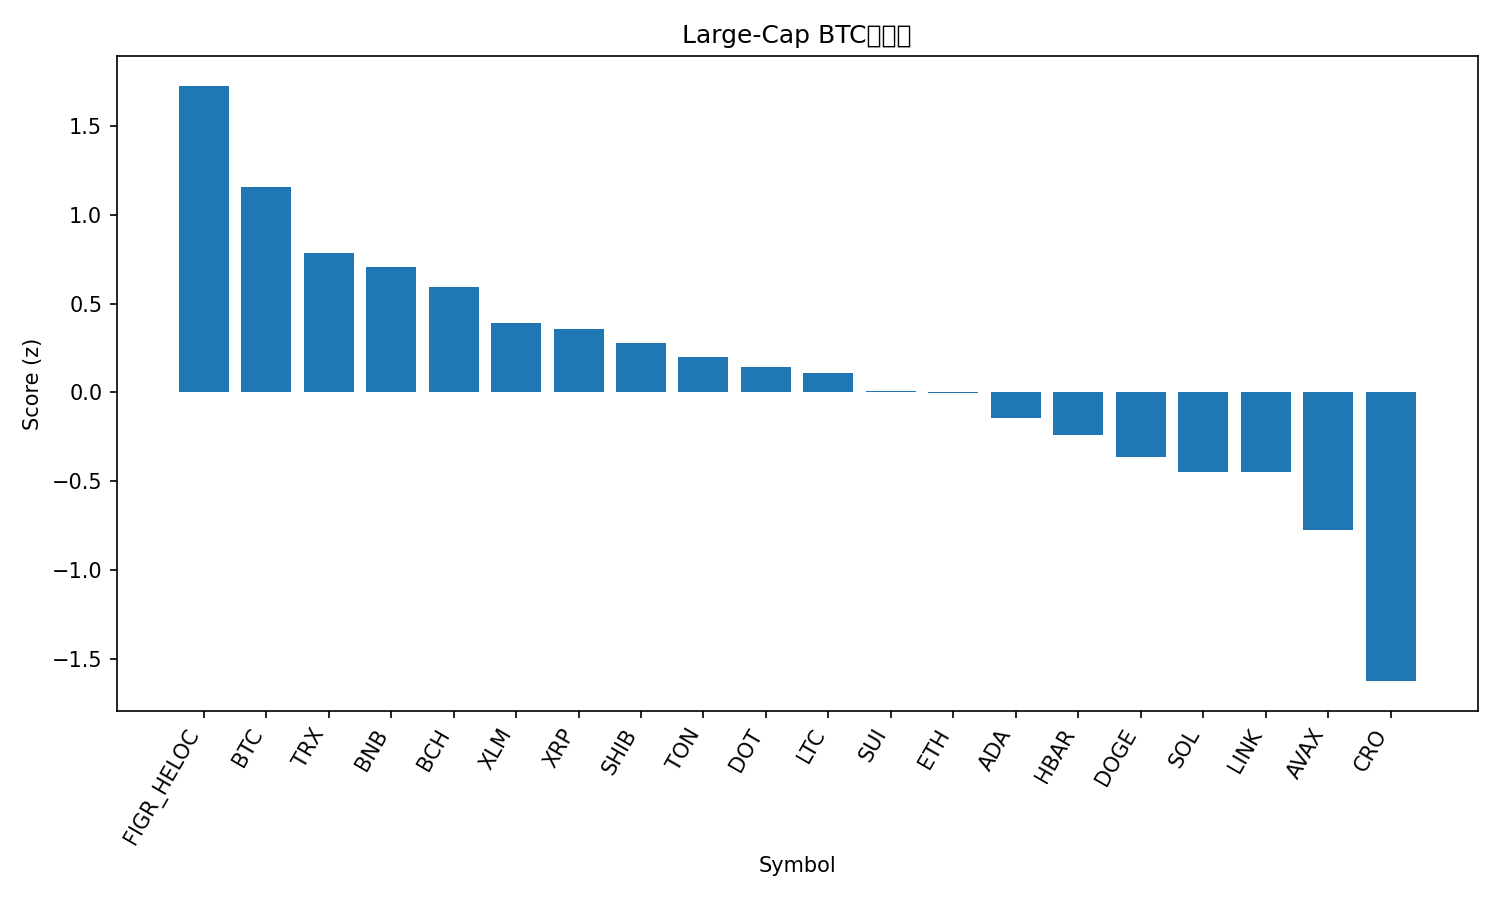 Large-Cap BTC
Score (z)
1.5
1.0
0.5
0.0
−0.5
−1.0
−1.5
FIGR_HELOC
BTC
TRX
BNB
BCH
XLM
XRP
SHIB
TON
DOT
LTC
SUI
ETH
ADA
HBAR
DOGE
SOL
LINK
AVAX
CRO
Symbol